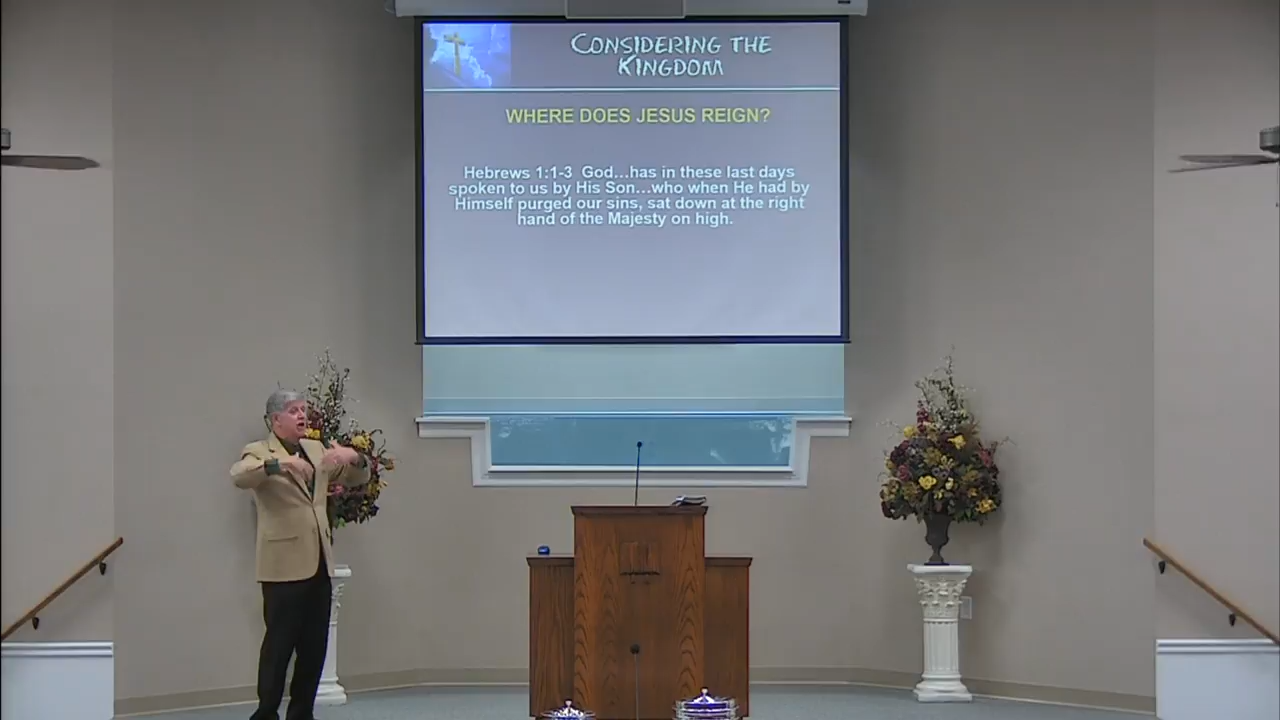 CONSIDERING THE
KINGDOM
WHERE DOES JESUS REIGN?
Hebrews 1:1-3 God...has in these last days
spoken to us by His Son...who when He had by
Himself purged our sins, sat down at the right
hand of the Majesty on high.